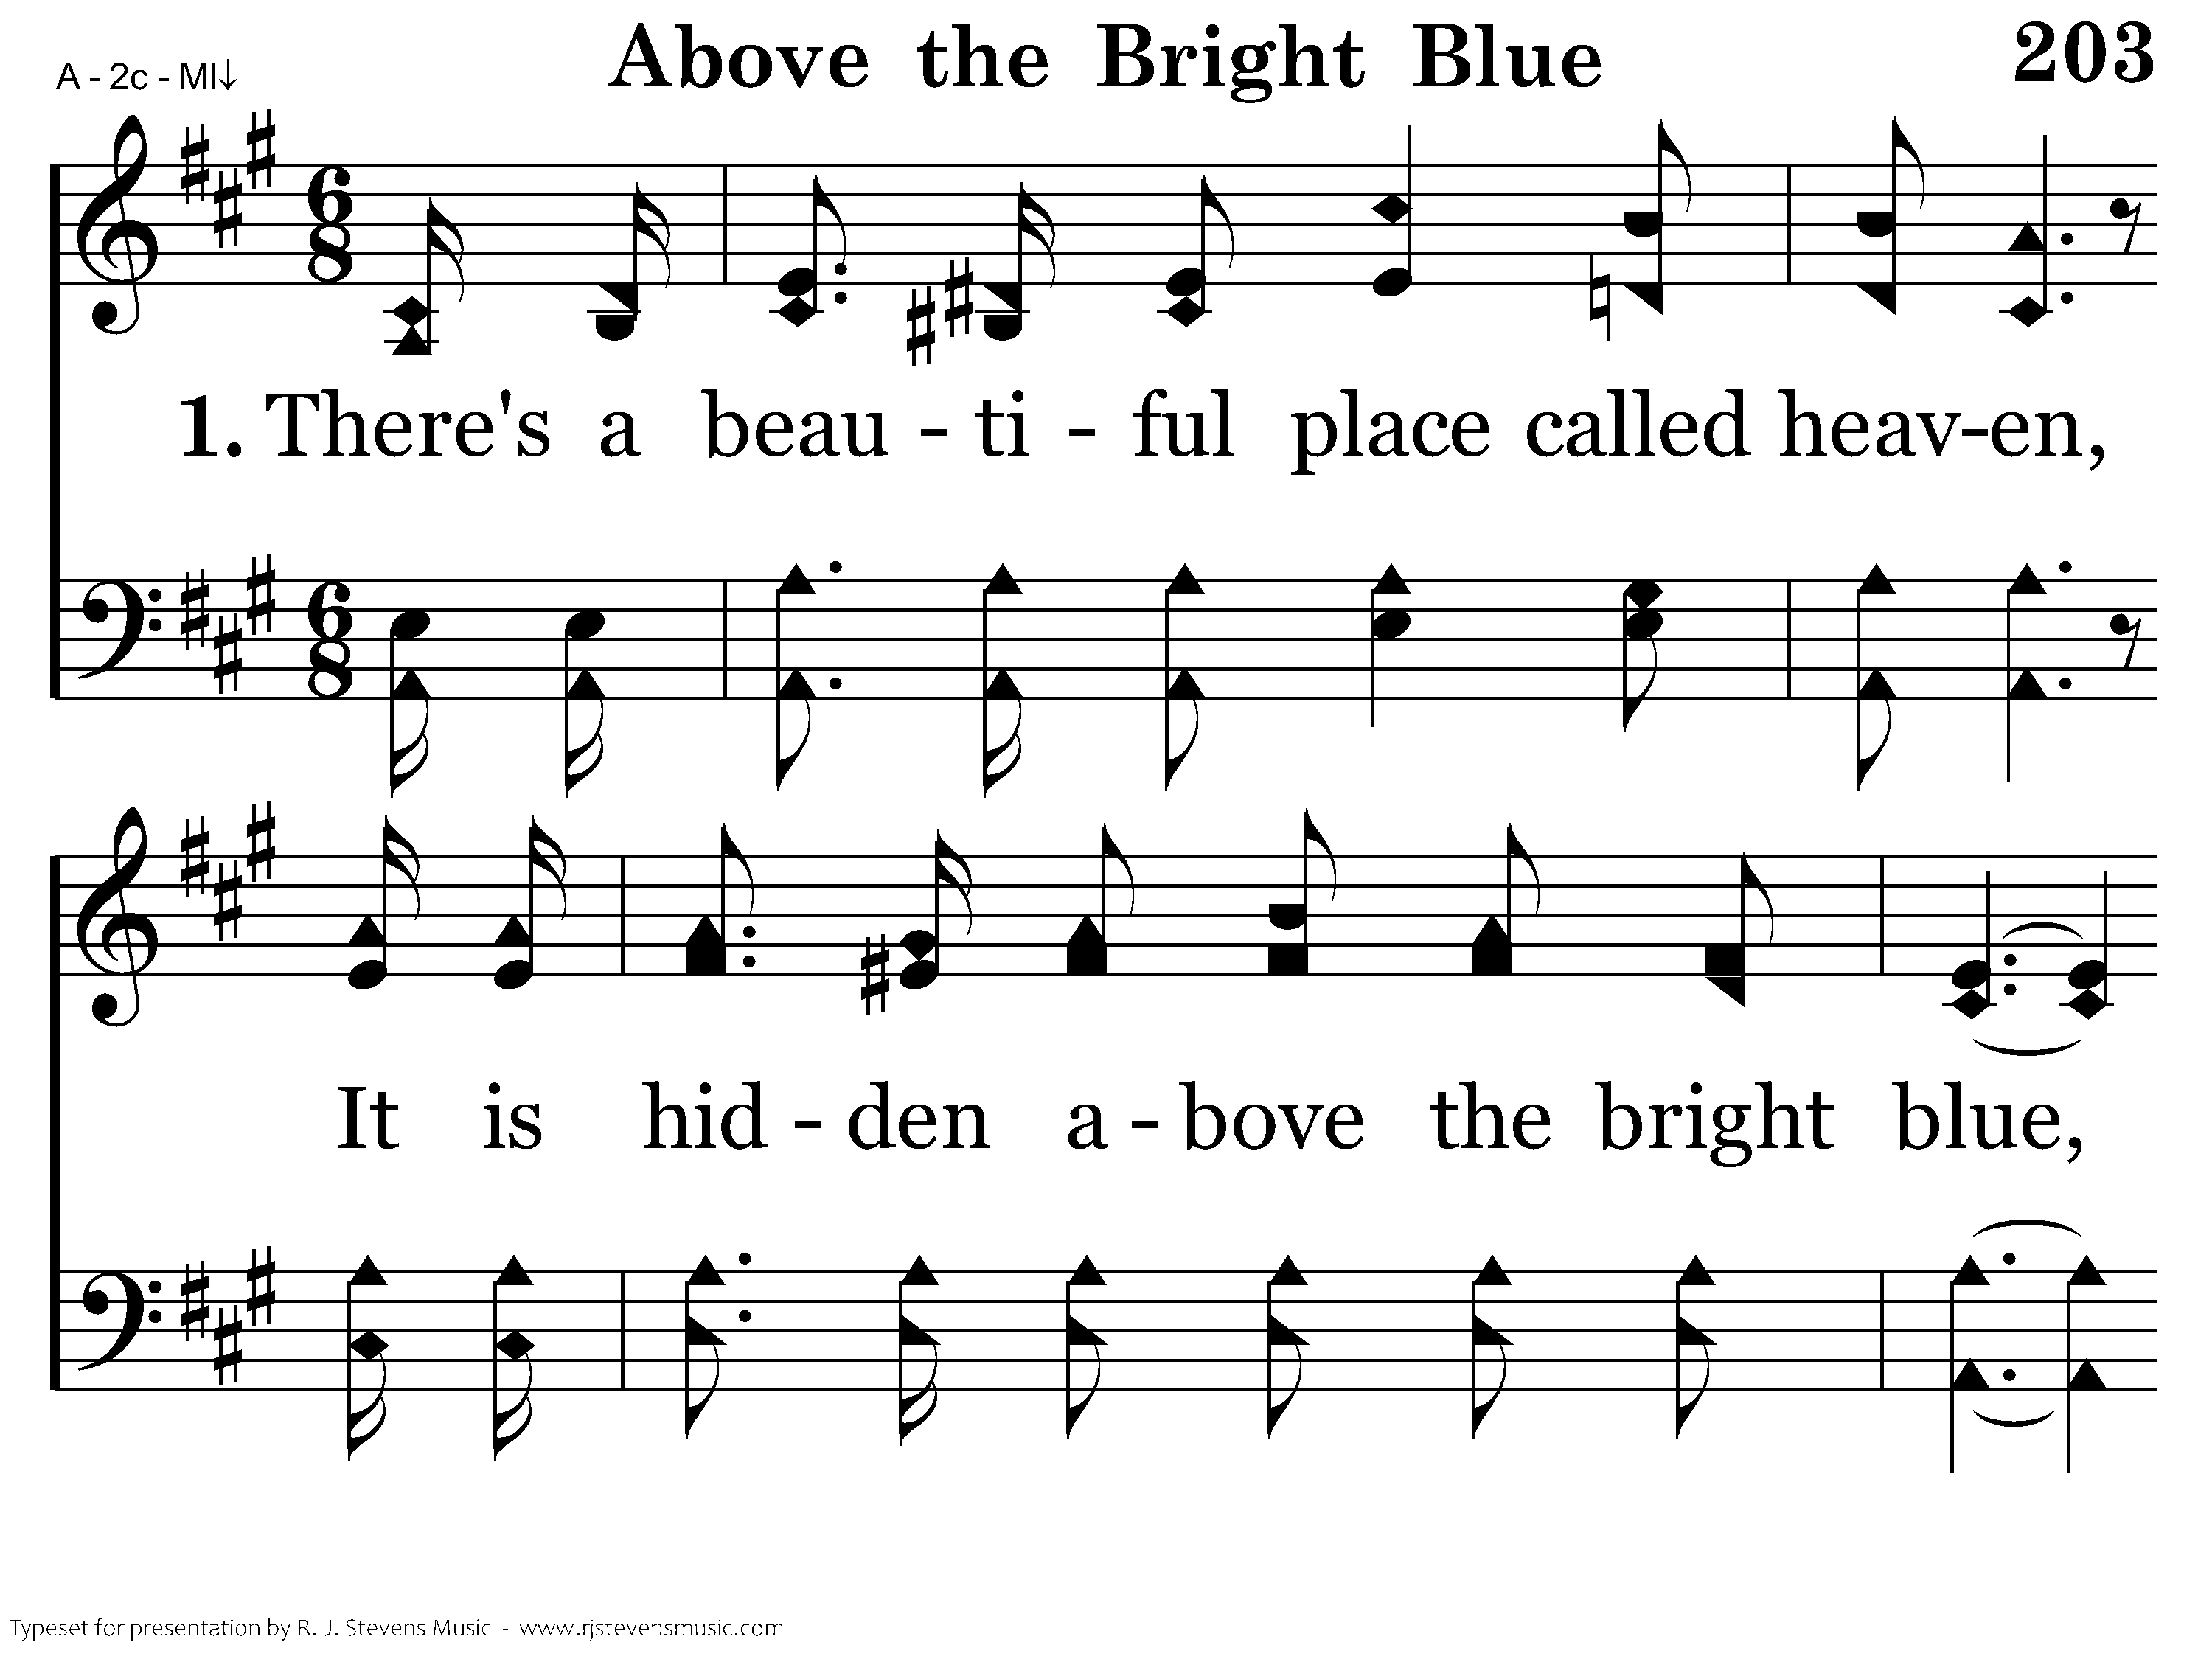 Above the Bright Blue 203
A - 2c - MI↓
1. There's a beau - ti - ful place called heav-en,
It is hid - den a - bove the bright blue,
Typeset for presentation by R. J. Stevens Music - www.rjstevensmusic.com